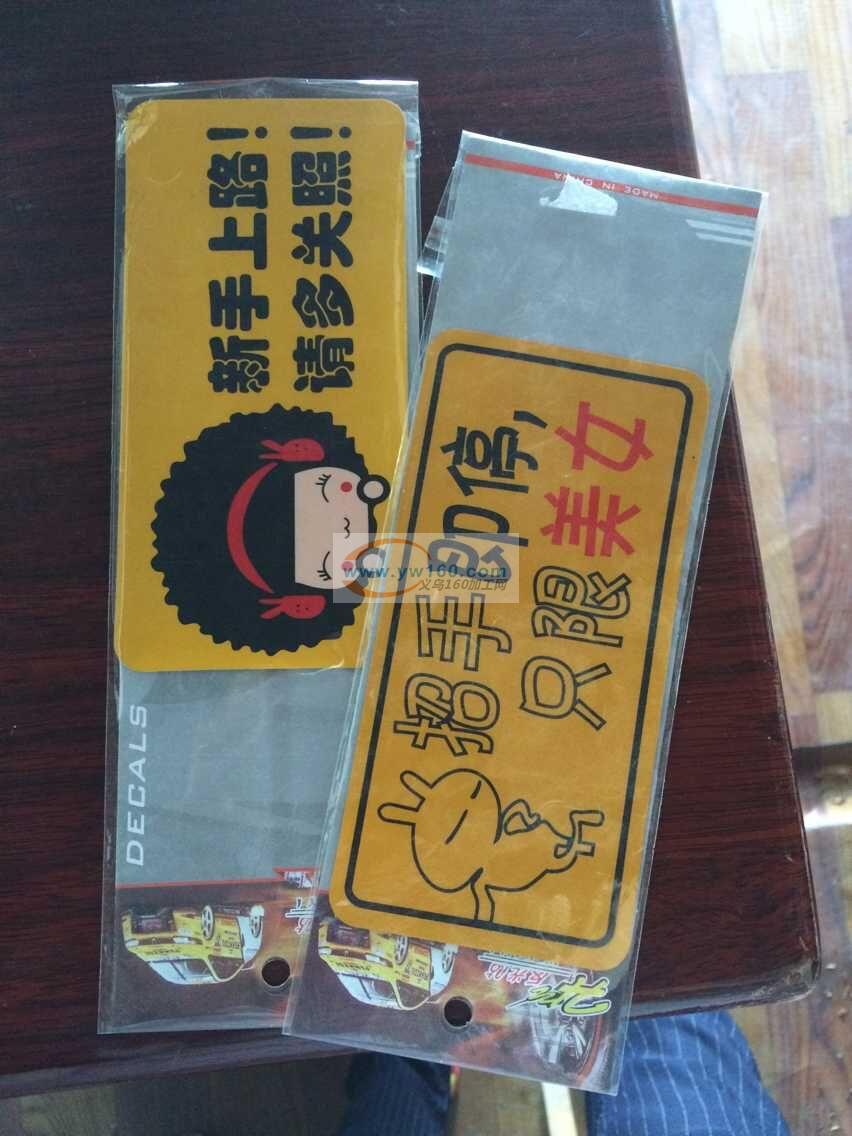 新手上路！
请多关照！
DECALS
MADE IN CHINA
招手即停，
只限美女
www.yw160.com
义乌160加工网